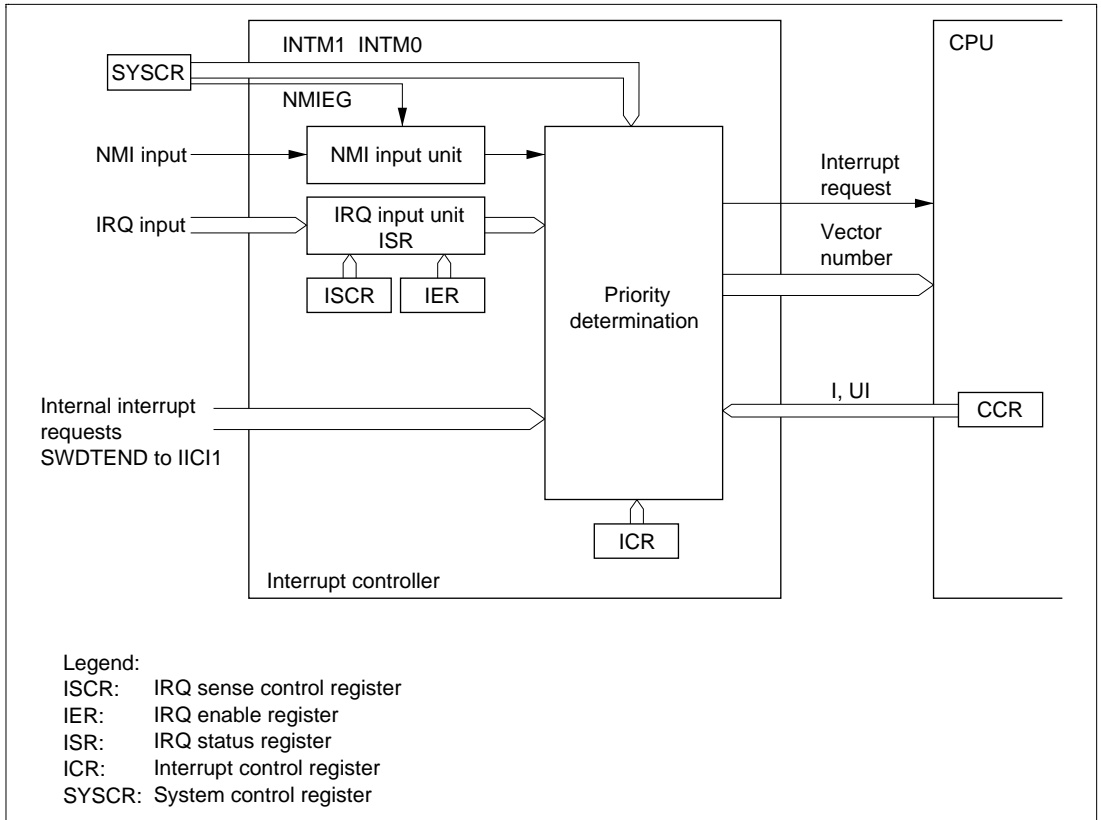 INTM1 INTM0
CPU
SYSCR
NMIEG
NMI input
NMI input unit
Interrupt
request
IRQ input
IRQ input unit
ISR
Vector
number
ISCR
IER
Priority
determination
Internal interrupt
requests
SWDTEND to IICI1
I, UI
CCR
ICR
Interrupt controller
Legend:
ISCR: IRQ sense control register
IER: IRQ enable register
ISR: IRQ status register
ICR: Interrupt control register
SYSCR: System control register